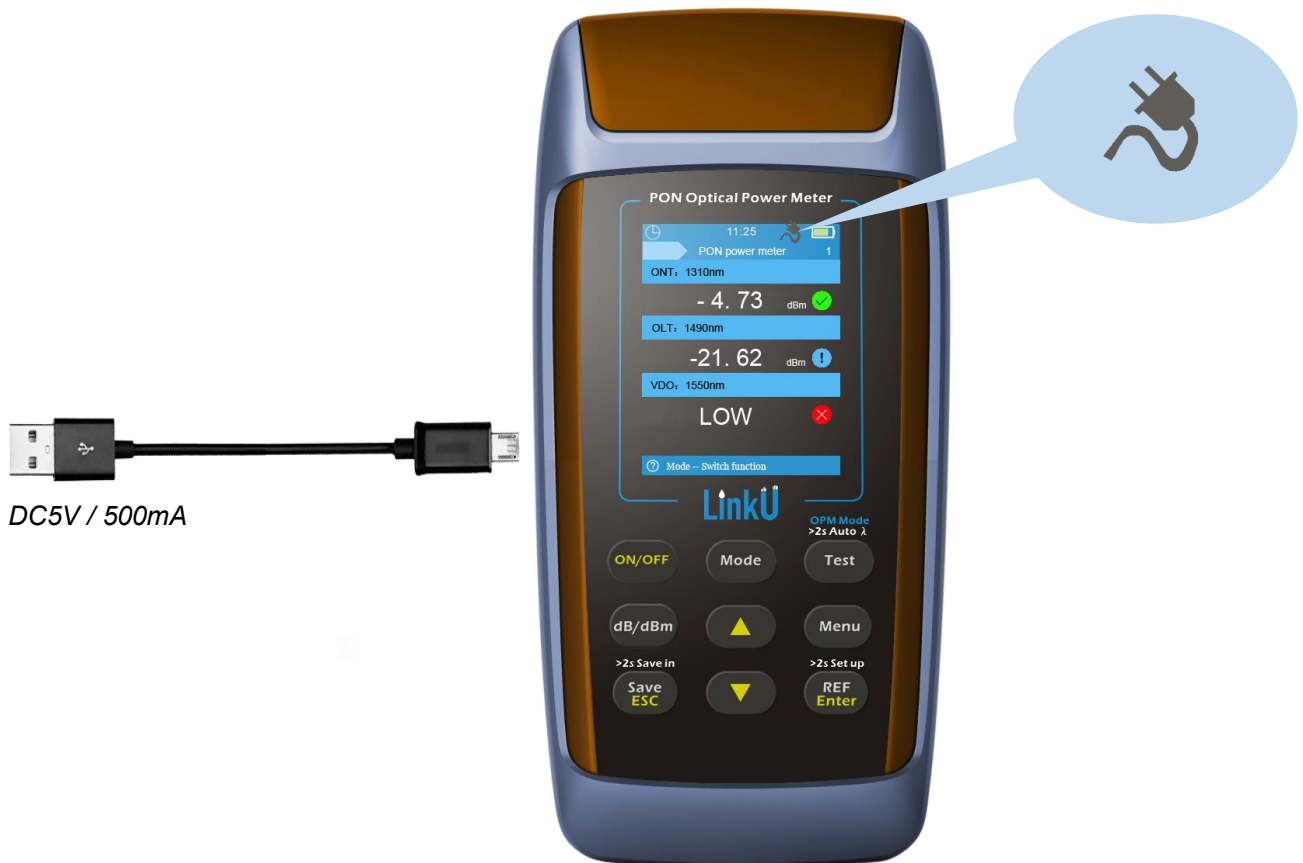 PON Optical Power Meter
11:25
PON power meter 1
ONT: 1310nm
- 4. 73 dBm
OLT: 1490nm
-21. 62 dBm
VDO: 1550nm
LOW
Mode -- Switch function
LinkU
DC5V / 500mA
OPM Mode
>2s Auto λ
ON/OFF Mode Test
dB/dBm Menu
>2s Save in >2s Set up
Save REF
ESC Enter